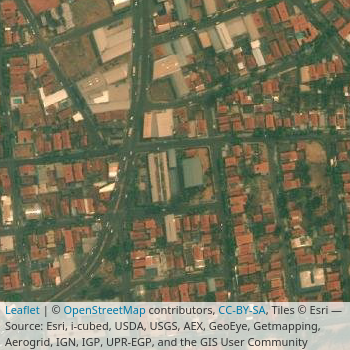 Leaflet | © OpenStreetMap contributors, CC-BY-SA, Tiles © Esri —
Source: Esri, i-cubed, USDA, USGS, AEX, GeoEye, Getmapping,
Aerogrid, IGN, IGP, UPR-EGP, and the GIS User Community